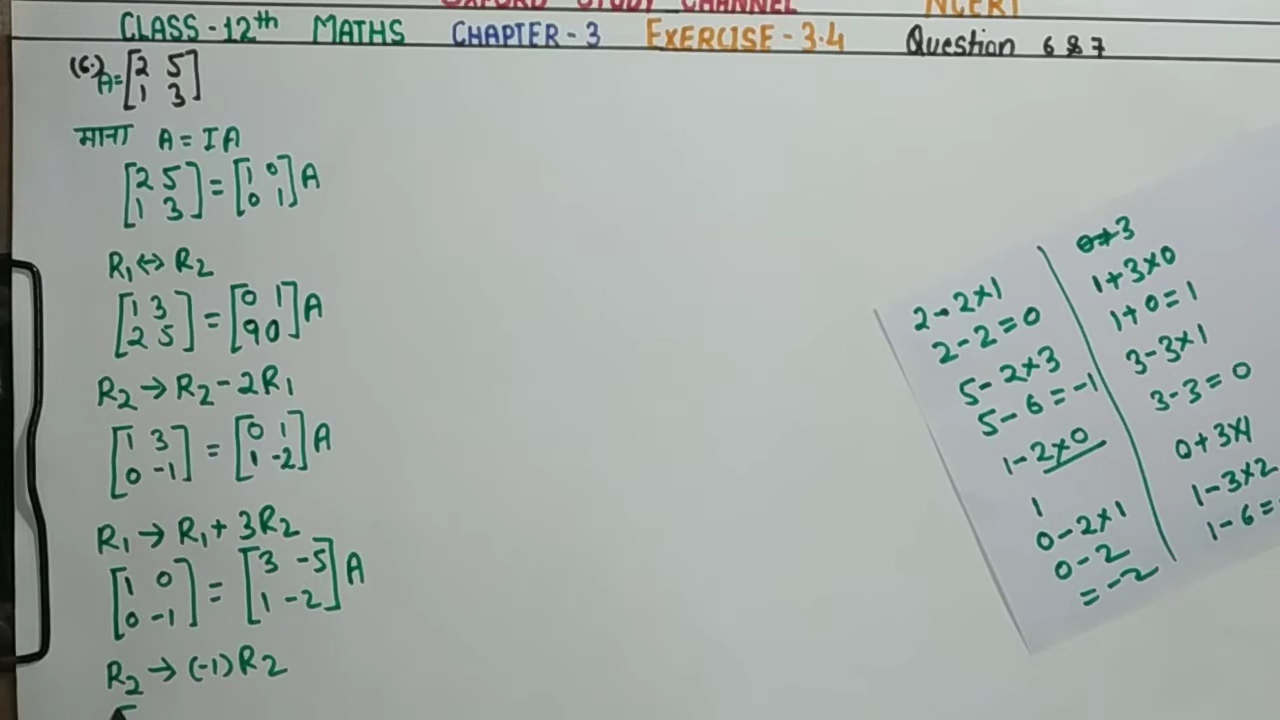 OXFORD STUDY CHANNEL NCERT
CLASS-12th MATHS CHAPTER-3 EXERCISE-3.4 Question 6 & 7
(6.) A=[2 5
1 3]
माना A=IA
[2 5 = [1 0 A
1 3] 0 1]
R1↔R2
[1 3 = [0 1 A
2 5] 9 0]
R2→R2-2R1
[1 3 = [0 1 A
0 -1] 1 -2]
R1→R1+3R2
[1 0 = [3 -5 A
0 -1] 1 -2]
R2→(-1)R2
2-2×1
2-2=0
5-2×3
5-6=-1
1-2×0
1
0-2×1
0-2
=-2
1+3×0
1+0=1
3-3×1
3-3=0
0+3×1
1-3×2
1-6=